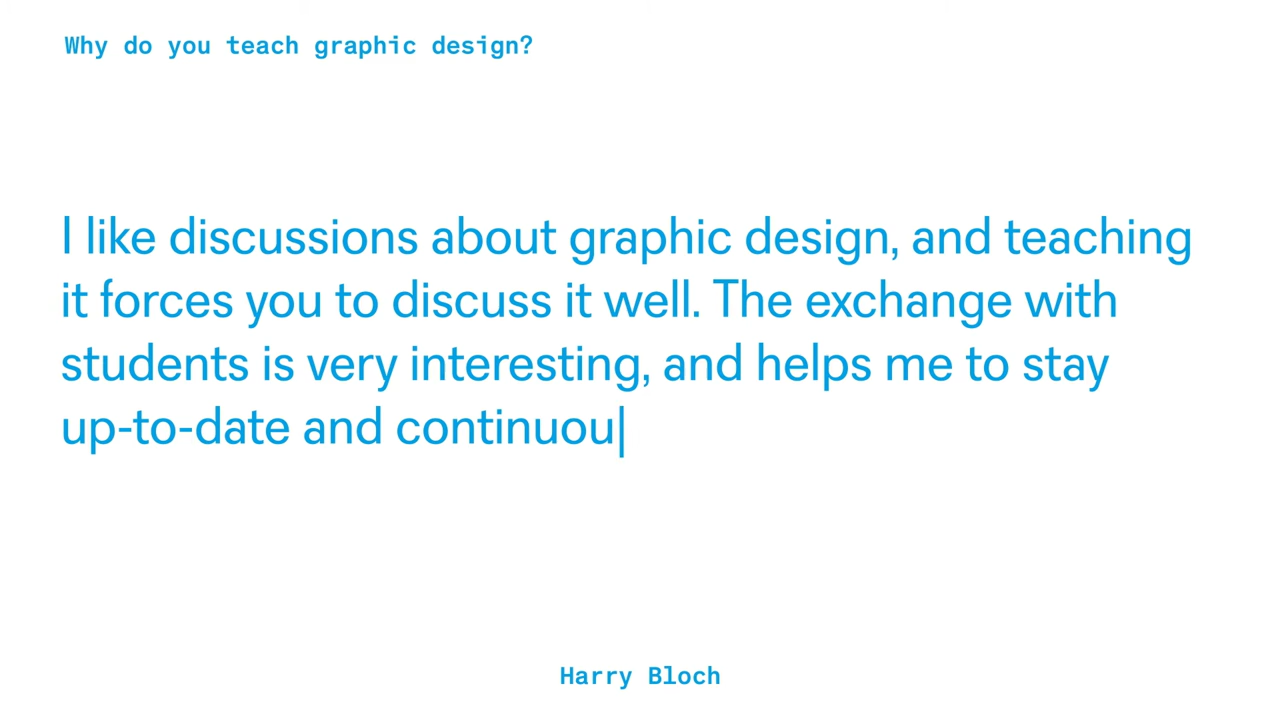 Why do you teach graphic design?
I like discussions about graphic design, and teaching
it forces you to discuss it well. The exchange with
students is very interesting, and helps me to stay
up-to-date and continuou|
Harry Bloch